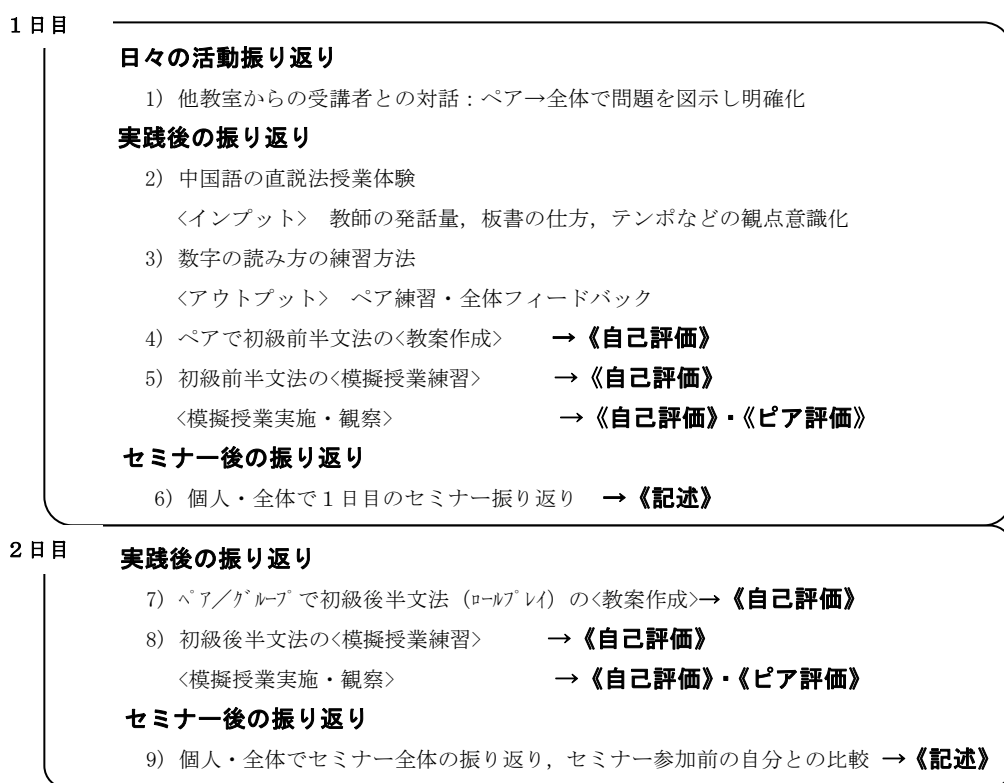 1日目
日々の活動振り返り
1) 他教室からの受講者との対話：ペア→全体で問題を図示し明確化
実践後の振り返り
2) 中国語の直説法授業体験
<インプット> 教師の発話量，板書の仕方，テンポなどの観点意識化
3) 数字の読み方の練習方法
<アウトプット> ペア練習・全体フィードバック
4) ペアで初級前半文法の<教案作成> →《自己評価》
5) 初級前半文法の<模擬授業練習> →《自己評価》
<模擬授業実施・観察> →《自己評価》・《ピア評価》
セミナー後の振り返り
6) 個人・全体で１日目のセミナー振り返り →《記述》
2日目
実践後の振り返り
7) ﾍﾟｱ／ｸﾞﾙｰﾌﾟで初級後半文法（ﾛｰﾙﾌﾟﾚｲ）の<教案作成>→《自己評価》
8) 初級後半文法の<模擬授業練習> →《自己評価》
<模擬授業実施・観察> →《自己評価》・《ピア評価》
セミナー後の振り返り
9) 個人・全体でセミナー全体の振り返り，セミナー参加前の自分との比較 →《記述》